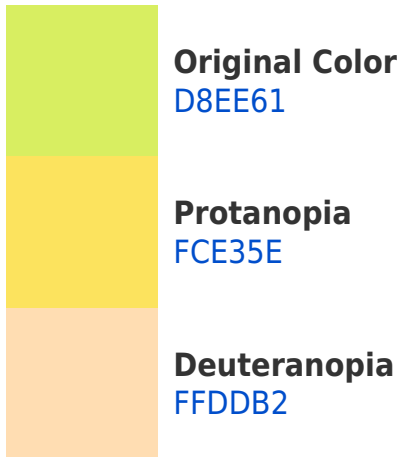 Original Color
D8EE61
Protanopia
FCE35E
Deuteranopia
FFDDB2